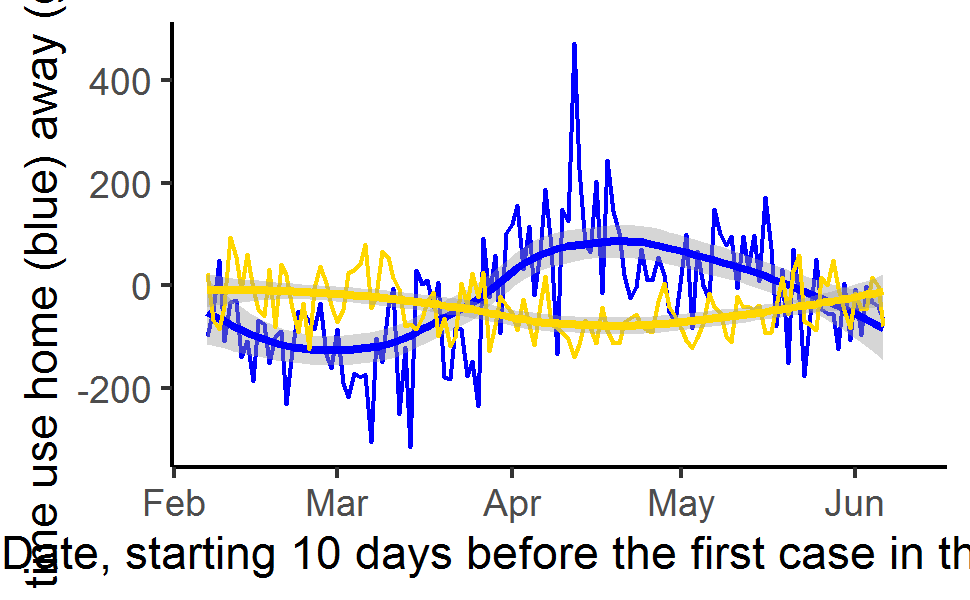 time use home (blue) away (
400
200
0
-200
Feb Mar Apr May Jun
Date, starting 10 days before the first case in th